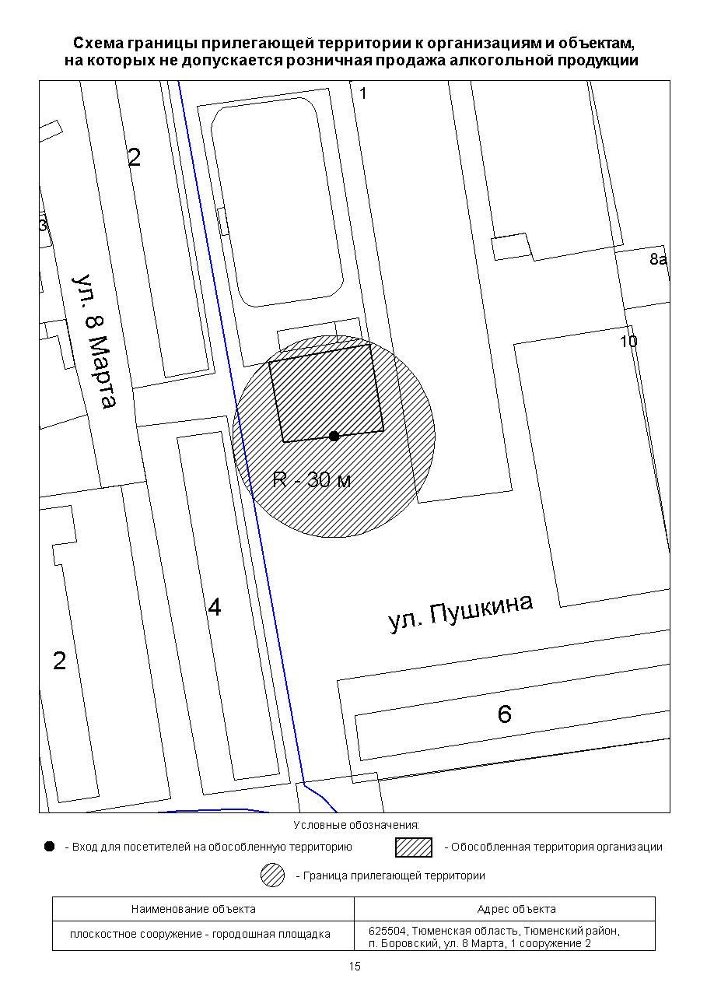 Схема границы прилегающей территории к организациям и объектам,
на которых не допускается розничная продажа алкогольной продукции
1
2
3
8а
ул. 8 Марта
10
R - 30 м
4
ул. Пушкина
2
6
Условные обозначения:
- Вход для посетителей на обособленную территорию
- Обособленная территория организации
- Граница прилегающей территории
Наименование объекта
Адрес объекта
плоскостное сооружение - городошная площадка
625504, Тюменская область, Тюменский район,
п. Боровский, ул. 8 Марта, 1 сооружение 2
15